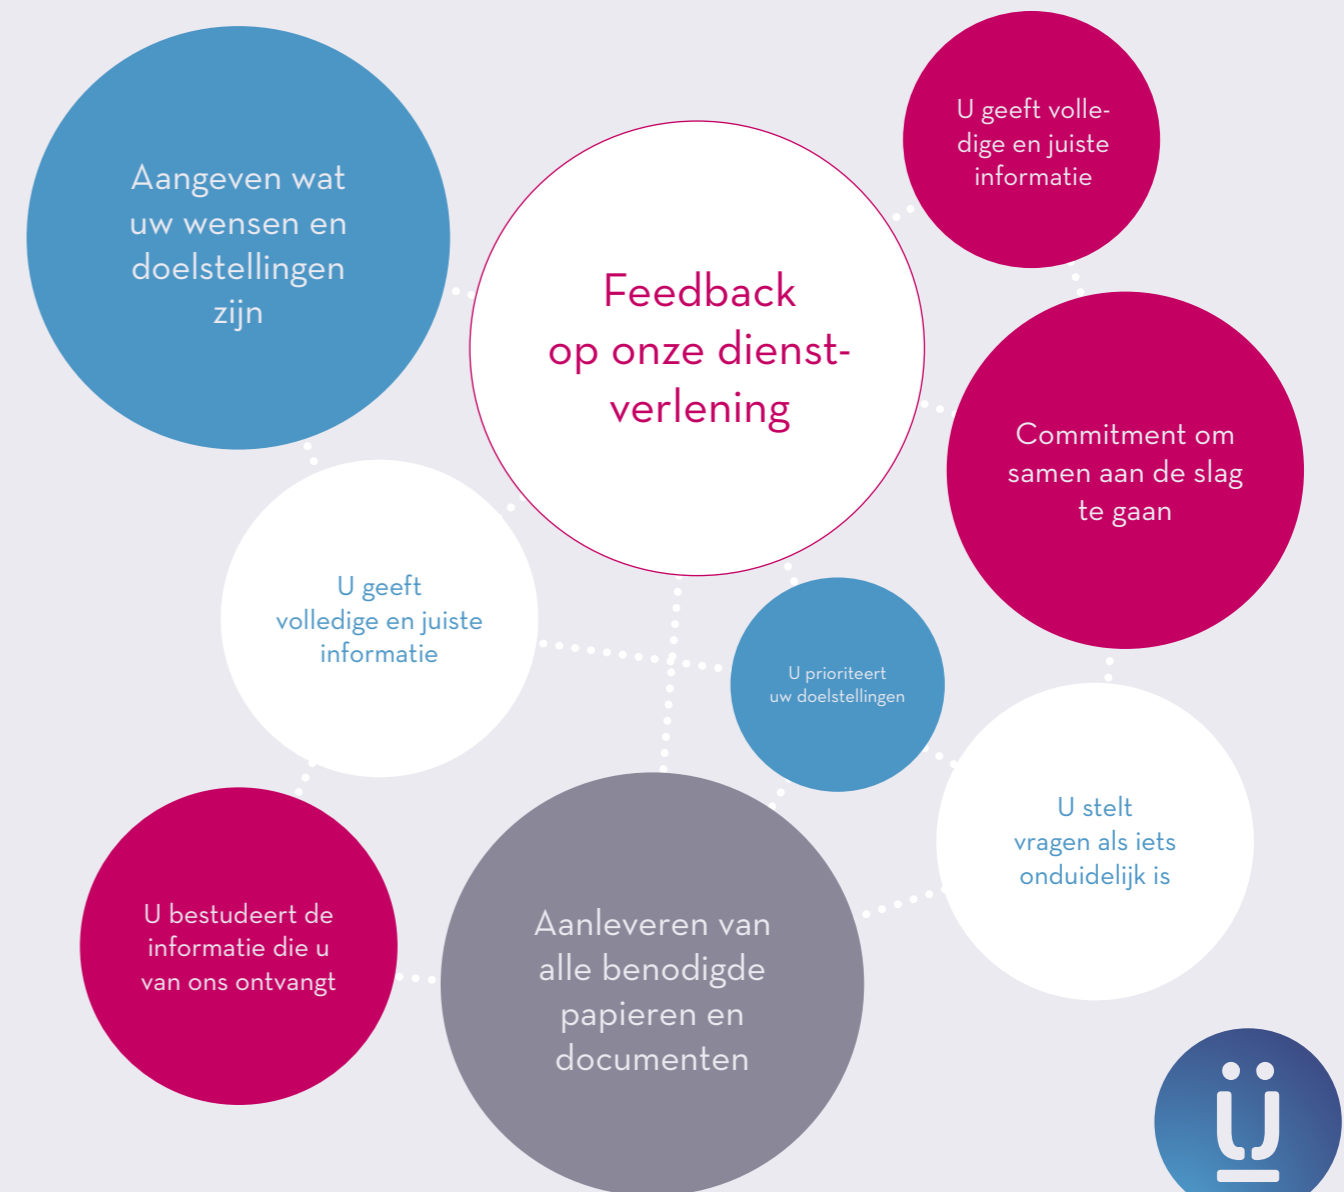 Aangeven wat
uw wensen en
doelstellingen
zijn
Feedback
op onze dienst-
verlening
U geeft volle-
dige en juiste
informatie
Commitment om
samen aan de slag
te gaan
U geeft
volledige en juiste
informatie
U prioriteert
uw doelstellingen
U stelt
vragen als iets
onduidelijk is
U bestudeert de
informatie die u
van ons ontvangt
Aanleveren van
alle benodigde
papieren en
documenten